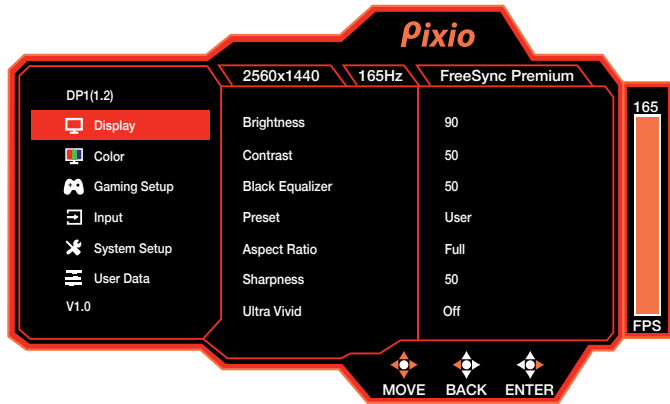 Pixio
2560x1440 165Hz FreeSync Premium
DP1(1.2)
165
Display
Brightness 90
Color
Contrast 50
Gaming Setup
Black Equalizer 50
Input
Preset User
System Setup
Aspect Ratio Full
User Data
Sharpness 50
V1.0
Ultra Vivid Off
FPS
MOVE BACK ENTER